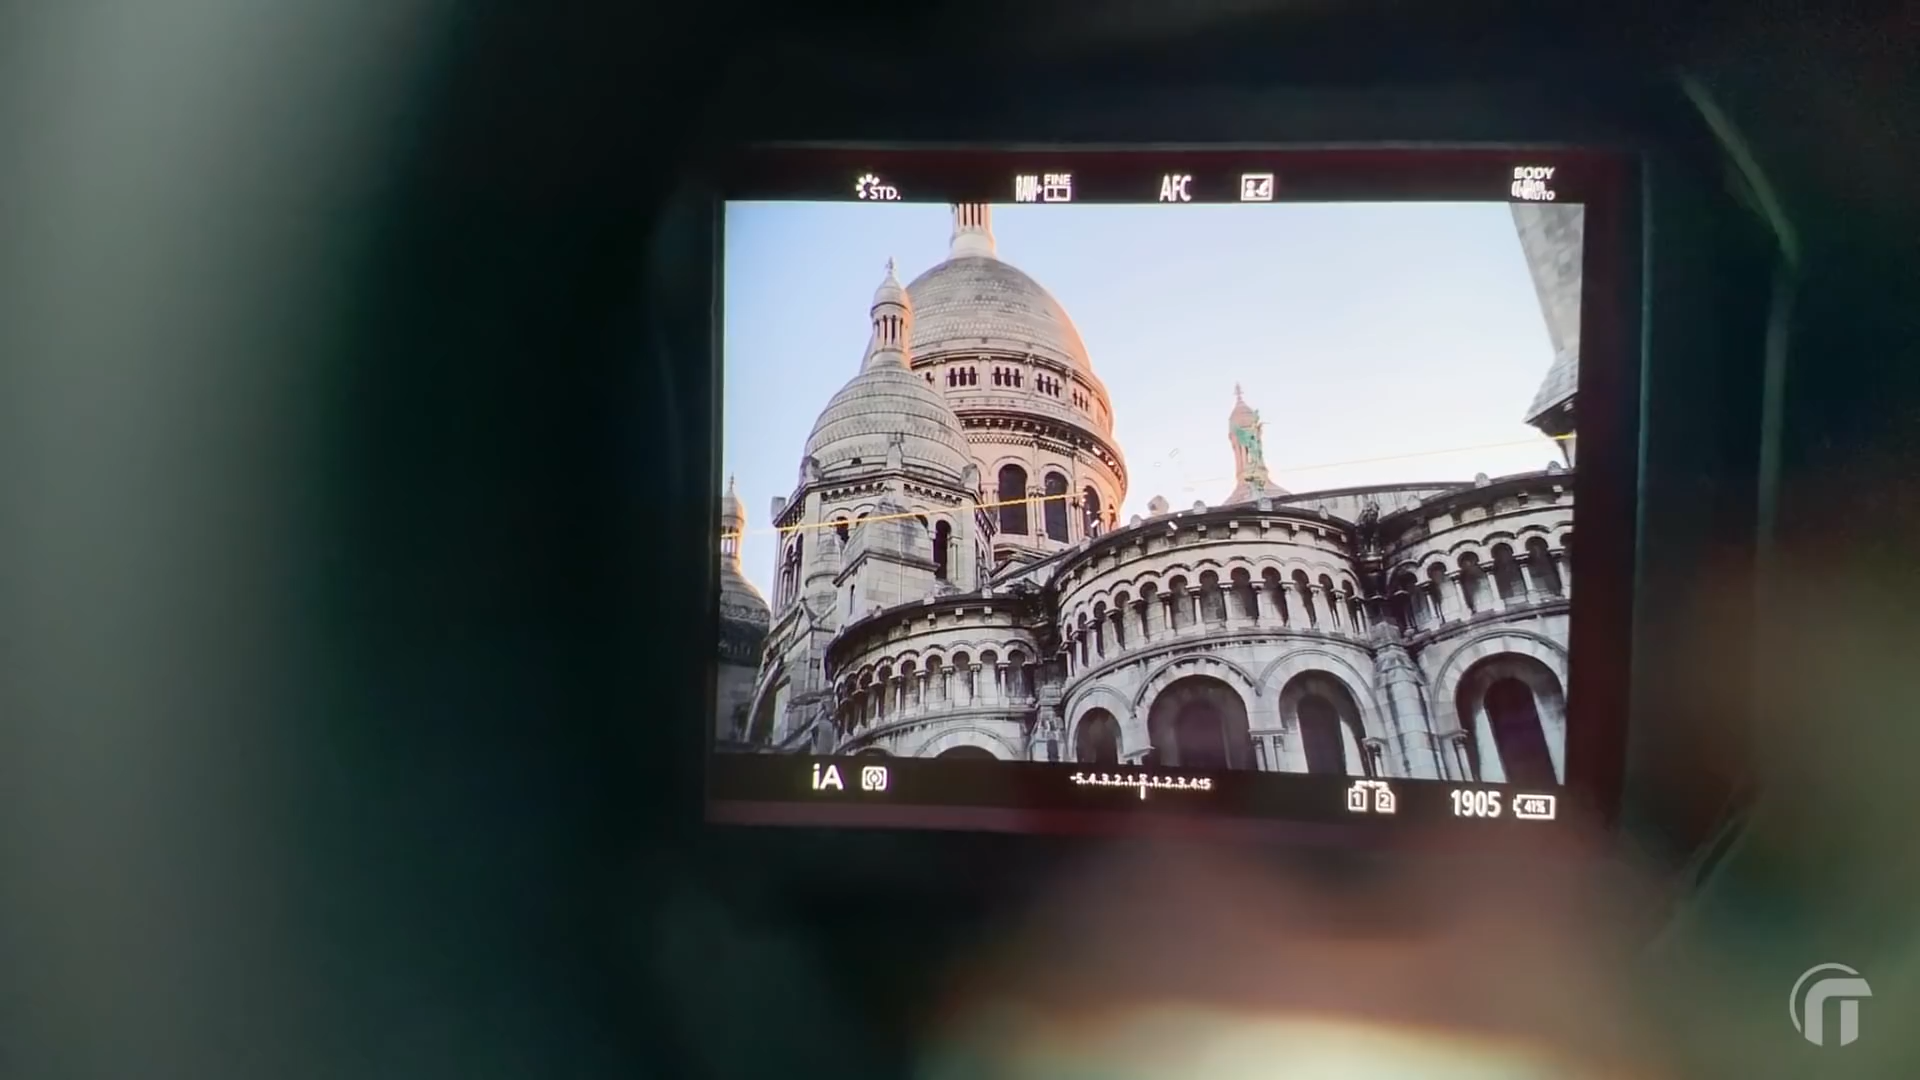 STD.
RAW+ FINE L
AFC
BODY
AUTO
iA
-5..4..3..2..1..0..1..2..3..4..+5
1 2
1905
41%